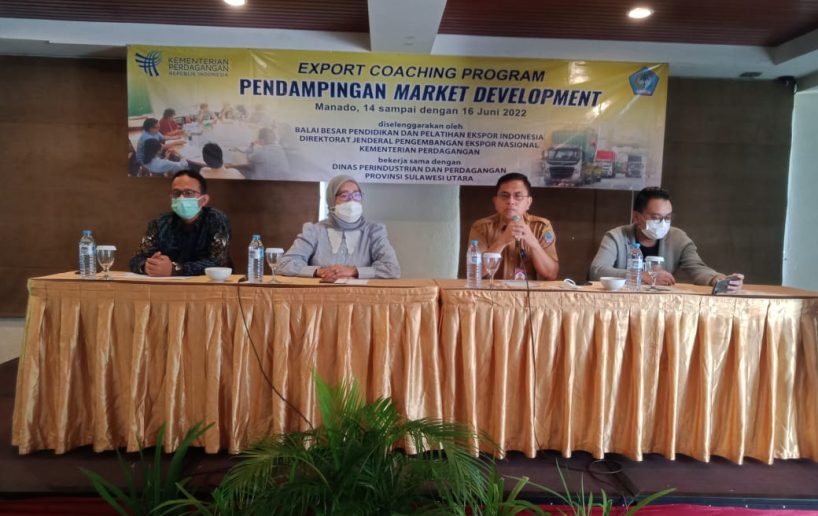 KEMENTERIAN
PERDAGANGAN
REPUBLIK INDONESIA
EXPORT COACHING PROGRAM
PENDAMPINGAN MARKET DEVELOPMENT
Manado, 14 sampai dengan 16 Juni 2022
diselenggarakan oleh
BALAI BESAR PENDIDIKAN DAN PELATIHAN EKSPOR INDONESIA
DIREKTORAT JENDERAL PENGEMBANGAN EKSPOR NASIONAL
KEMENTERIAN PERDAGANGAN
bekerja sama dengan
DINAS PERINDUSTRIAN DAN PERDAGANGAN
PROVINSI SULAWESI UTARA